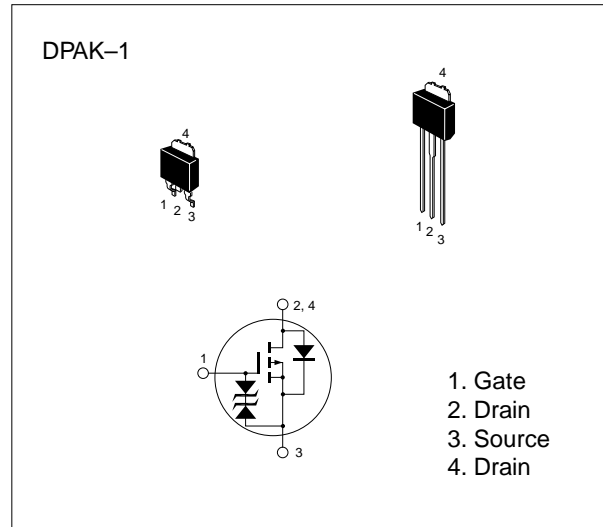 DPAK–1
4
1 2 3
4
1 2 3
2, 4
1
3
1. Gate
2. Drain
3. Source
4. Drain